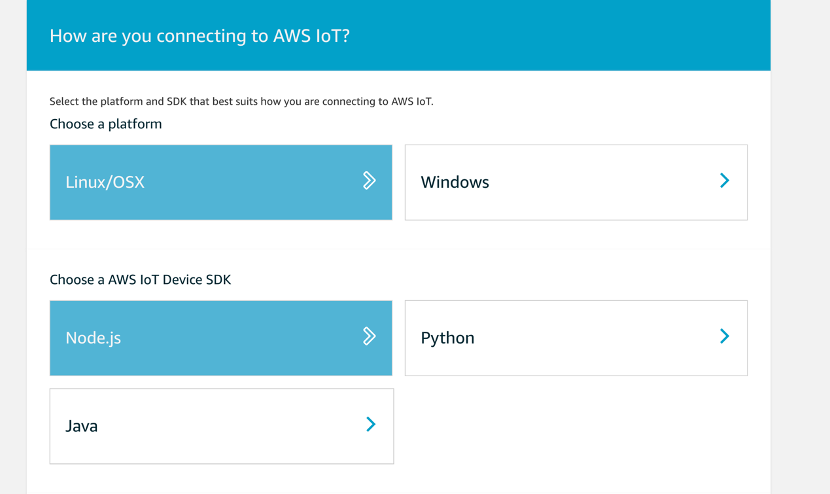 How are you connecting to AWS IoT?
Select the platform and SDK that best suits how you are connecting to AWS IoT.
Choose a platform
Linux/OSX
Windows
Choose a AWS IoT Device SDK
Node.js
Python
Java